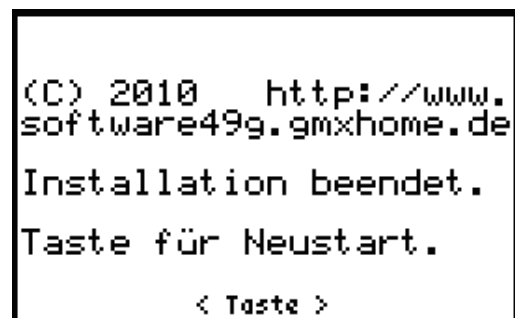 (C) 2010   http://www.
software49g.gmxhome.de
Installation beendet.
Taste für Neustart.
< Taste >